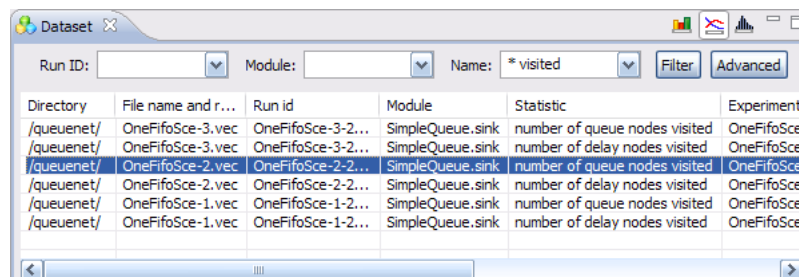 Dataset
Run ID: Module: Name: * visited Filter Advanced
Directory File name and r... Run id Module Statistic Experiment
/queuenet/ OneFifoSce-3.vec OneFifoSce-3-2... SimpleQueue.sink number of queue nodes visited OneFifoSce
/queuenet/ OneFifoSce-3.vec OneFifoSce-3-2... SimpleQueue.sink number of delay nodes visited OneFifoSce
/queuenet/ OneFifoSce-2.vec OneFifoSce-2-2... SimpleQueue.sink number of queue nodes visited OneFifoSce
/queuenet/ OneFifoSce-2.vec OneFifoSce-2-2... SimpleQueue.sink number of delay nodes visited OneFifoSce
/queuenet/ OneFifoSce-1.vec OneFifoSce-1-2... SimpleQueue.sink number of queue nodes visited OneFifoSce
/queuenet/ OneFifoSce-1.vec OneFifoSce-1-2... SimpleQueue.sink number of delay nodes visited OneFifoSce